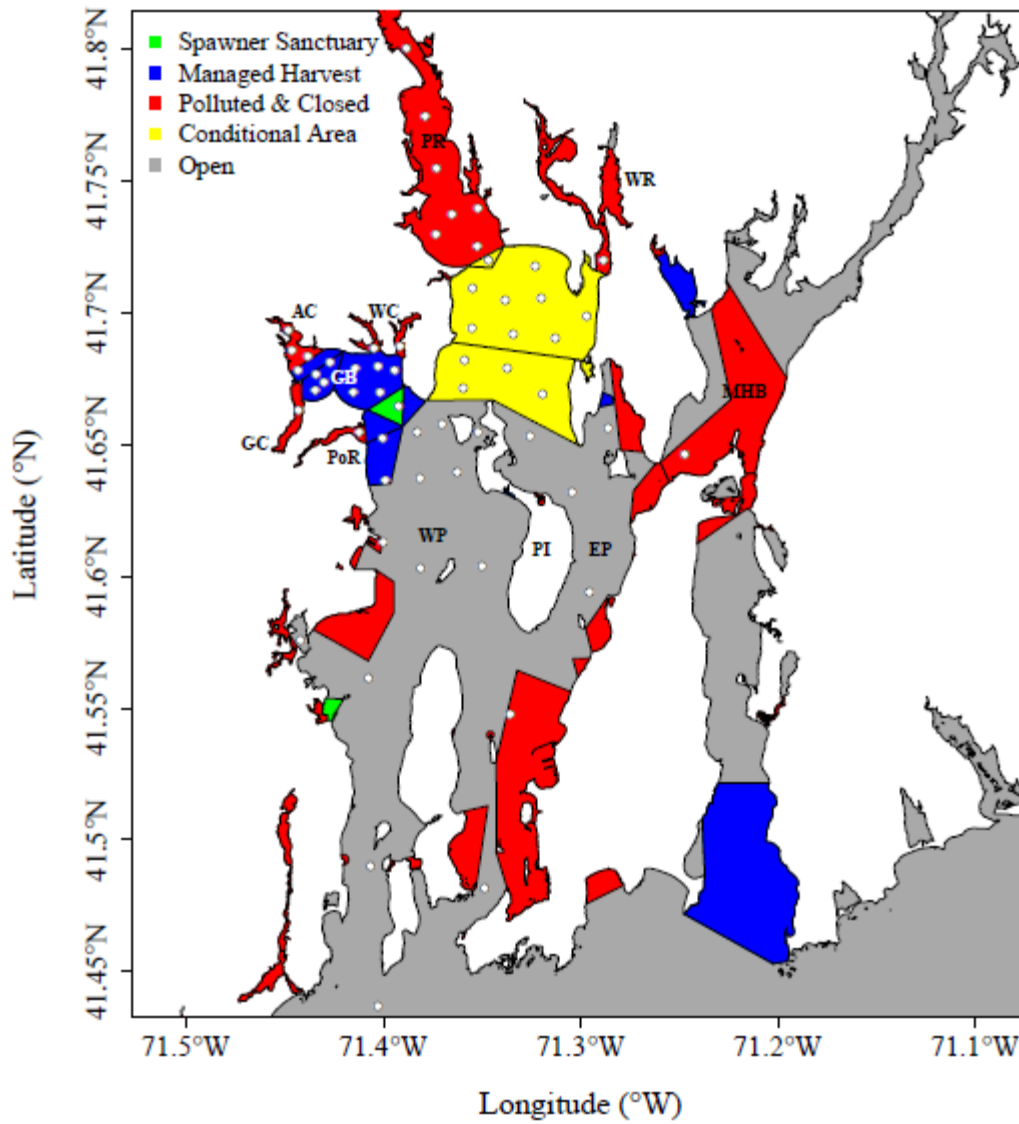 Spawner Sanctuary
Managed Harvest
Polluted & Closed
Conditional Area
Open
PR
WR
AC
WC
GB
MHB
GC
PoR
WP
PI
EP
41.8°N
41.75°N
41.7°N
41.65°N
41.6°N
41.55°N
41.5°N
41.45°N
Latitude (°N)
71.5°W
71.4°W
71.3°W
71.2°W
71.1°W
Longitude (°W)